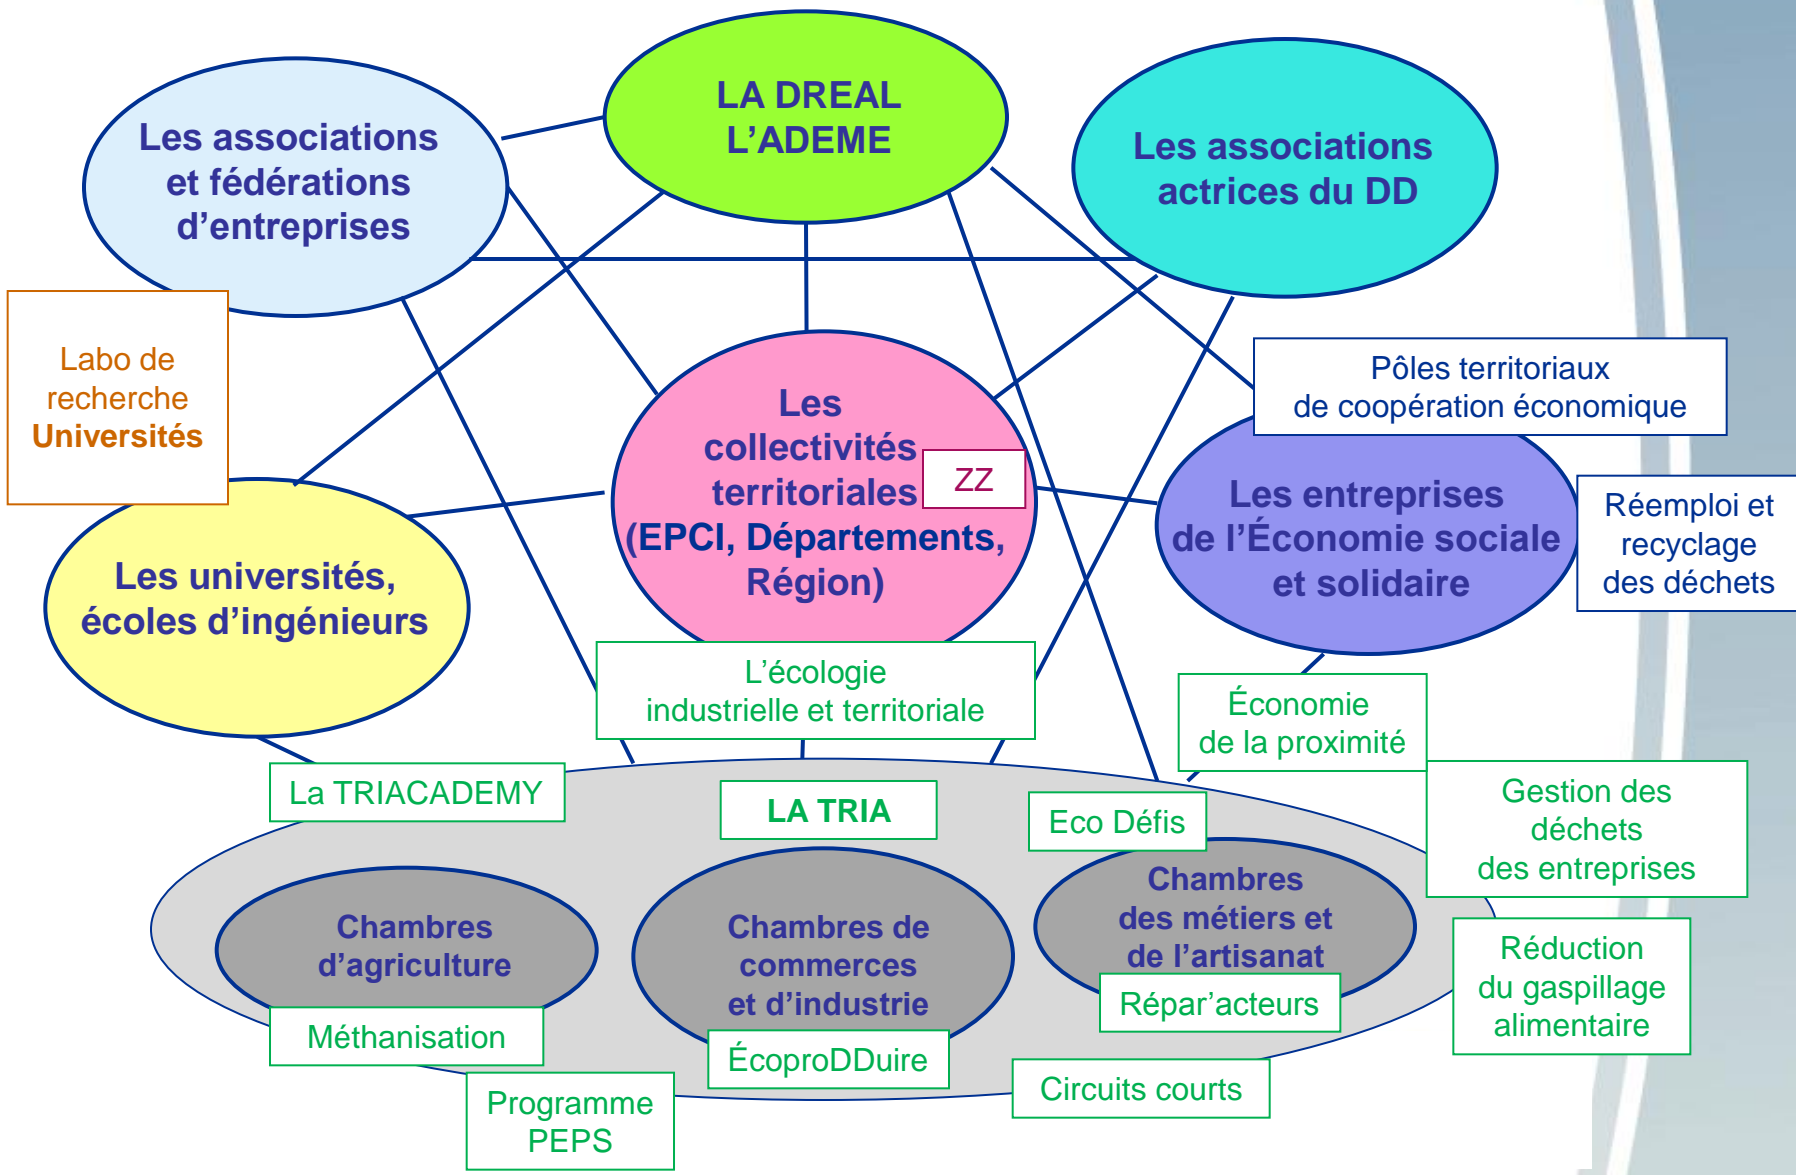 LA DREAL
L’ADEME
Les associations
et fédérations
d’entreprises
Les associations
actrices du DD
Labo de
recherche
Universités
Pôles territoriaux
de coopération économique
Les
collectivités
territoriales
(EPCI, Départements,
Région)
ZZ
Les entreprises
de l’Économie sociale
et solidaire
Réemploi et
recyclage
des déchets
Les universités,
écoles d’ingénieurs
L’écologie
industrielle et territoriale
Économie
de la proximité
La TRIACADEMY
LA TRIA
Eco Défis
Gestion des
déchets
des entreprises
Chambres
d’agriculture
Chambres de
commerces
et d’industrie
Chambres
des métiers et
de l’artisanat
Réduction
du gaspillage
alimentaire
Méthanisation
ÉcoproDDuire
Répar’acteurs
Programme
PEPS
Circuits courts